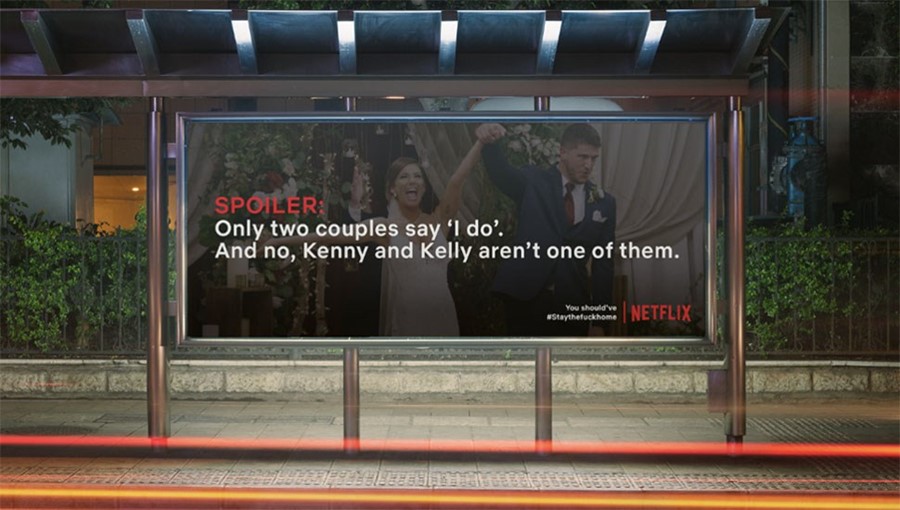 SPOILER:
Only two couples say ‘I do’.
And no, Kenny and Kelly aren’t one of them.
You should’ve
#Staythefuckhome
NETFLIX